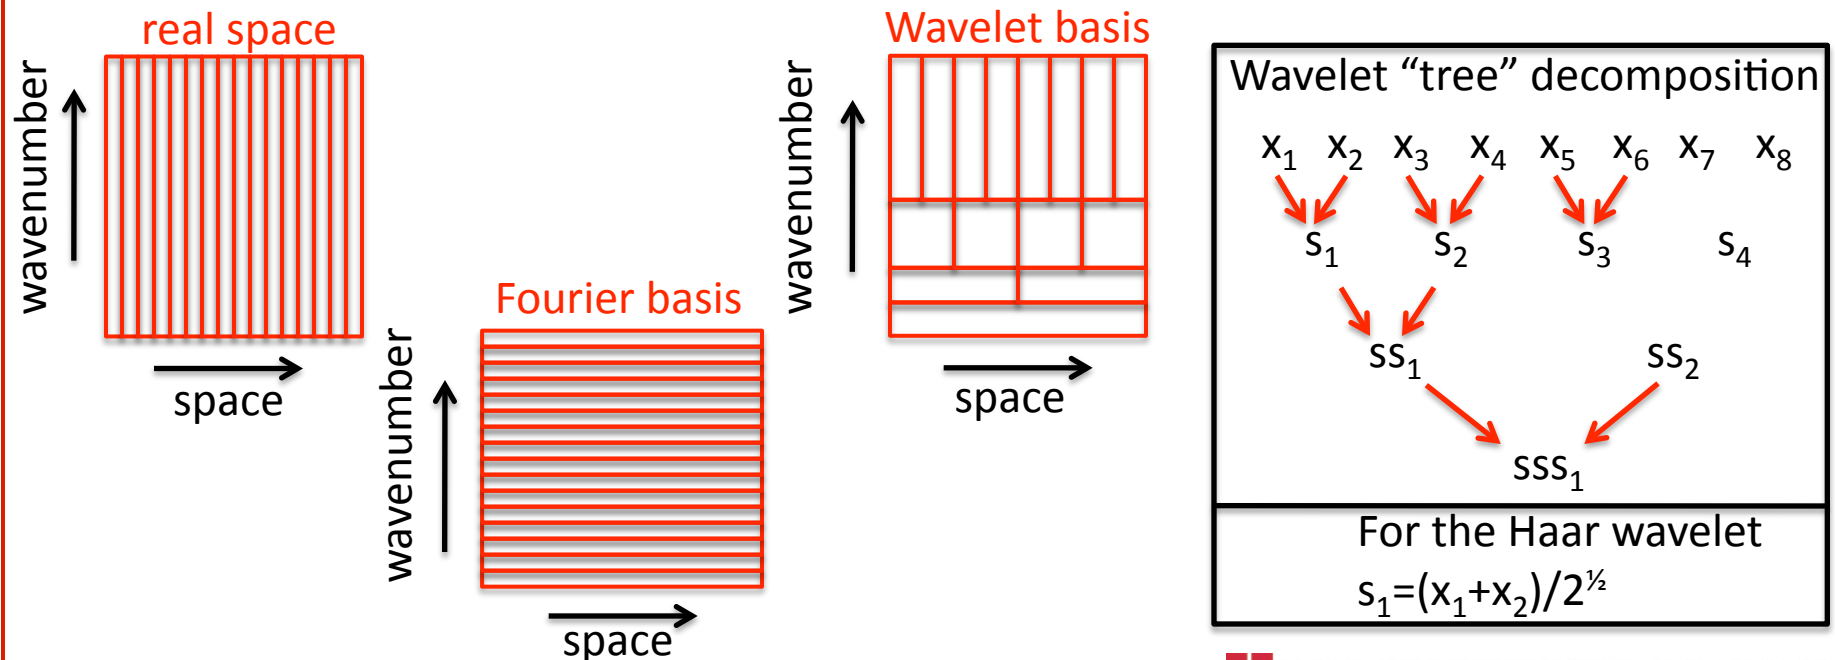 real space
wavenumber
space
Fourier basis
wavenumber
space
Wavelet basis
wavenumber
space
Wavelet “tree” decomposition
x₁ x₂ x₃ x₄ x₅ x₆ x₇ x₈
s₁ s₂ s₃ s₄
ss₁ ss₂
sss₁
For the Haar wavelet
s₁=(x₁+x₂)/2^½